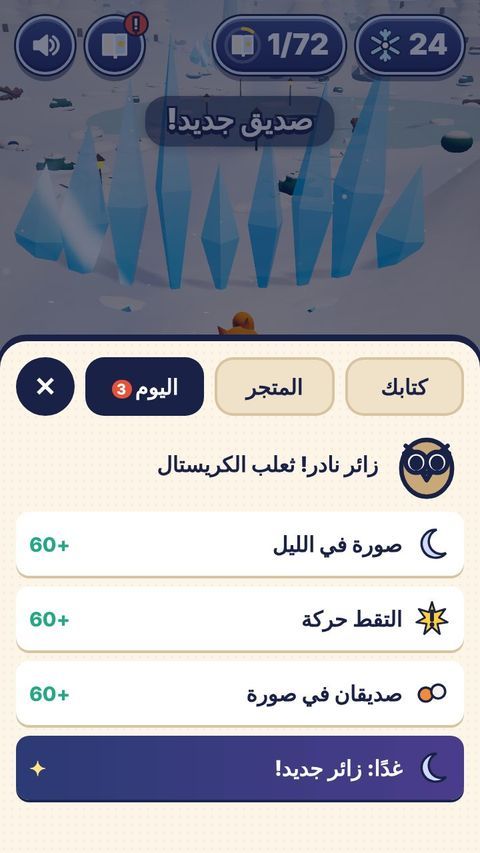 1/72
24
صديق جديد!
كتابك
المتجر
اليوم 3
زائر نادر! ثعلب الكريستال
صورة في الليل
60+
التقط حركة
60+
صديقان في صورة
60+
غدًا: زائر جديد!